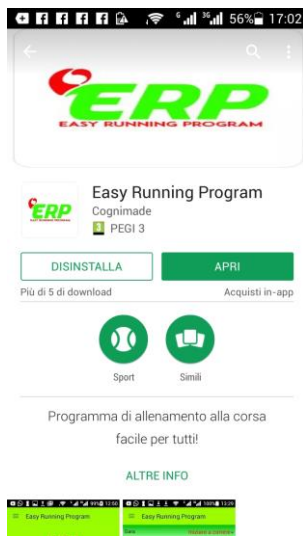 56% 17:02
ERP
EASY RUNNING PROGRAM
ERP
Easy Running Program
Cognimade
3 PEGI 3
DISINSTALLA
APRI
Più di 5 di download
Acquisti in-app
Sport
Simili
Programma di allenamento alla corsa
facile per tutti!
ALTRE INFO
Easy Running Program
Easy Running Program